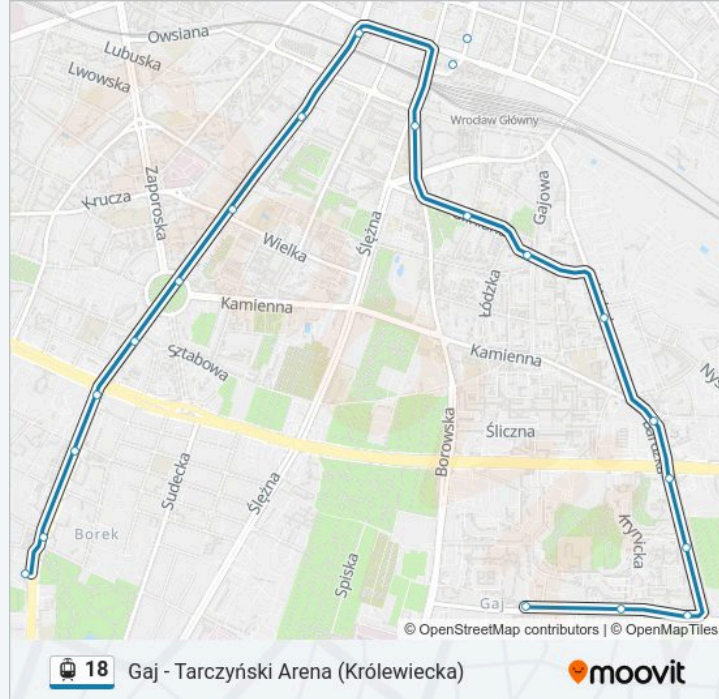 Owsiana
Lubuska
Lwowska
Wrocław Główny
Krucza
Zaporoska
Gajowa
Ślężna
Wielka
Łódzka
Kamienna
Kamienna
Sztabowa
Nys
Śliczna
Borowska
Sudecka
Ślężna
Krynicka
Borek
Spiska
Gaj
© OpenStreetMap contributors | © OpenMapTiles
18 Gaj - Tarczyński Arena (Królewiecka)
moovit